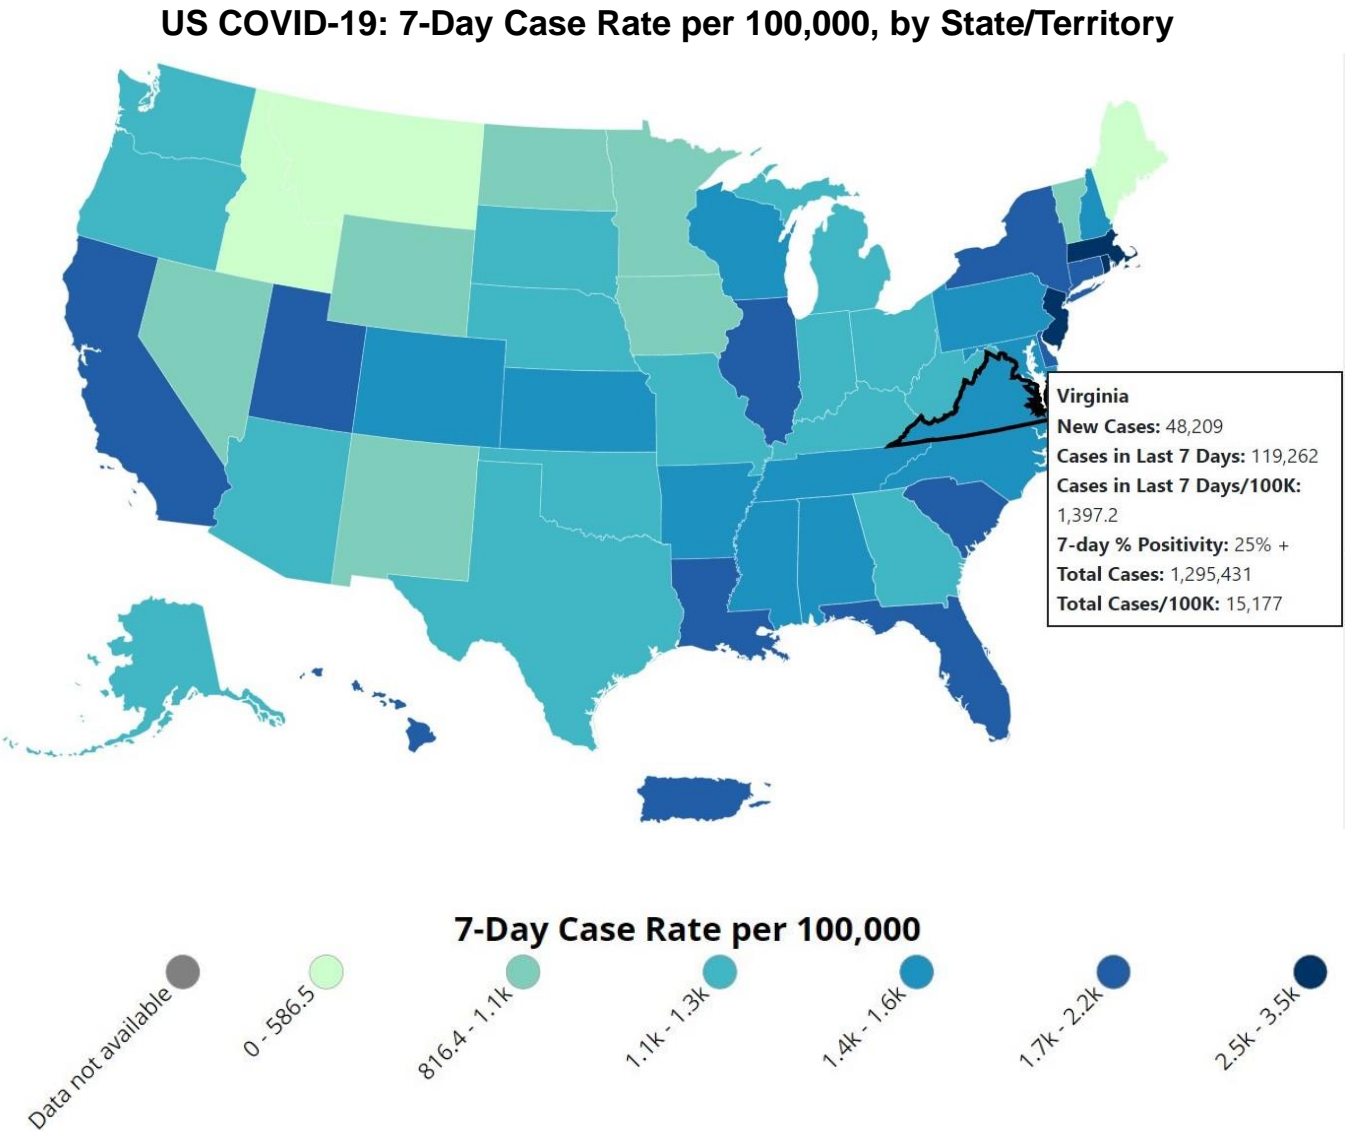 US COVID-19: 7-Day Case Rate per 100,000, by State/Territory
Virginia
New Cases: 48,209
Cases in Last 7 Days: 119,262
Cases in Last 7 Days/100K:
1,397.2
7-day % Positivity: 25% +
Total Cases: 1,295,431
Total Cases/100K: 15,177
7-Day Case Rate per 100,000
Data not available
0 - 586.5
816.4 - 1.1k
1.1k - 1.3k
1.4k - 1.6k
1.7k - 2.2k
2.5k - 3.5k